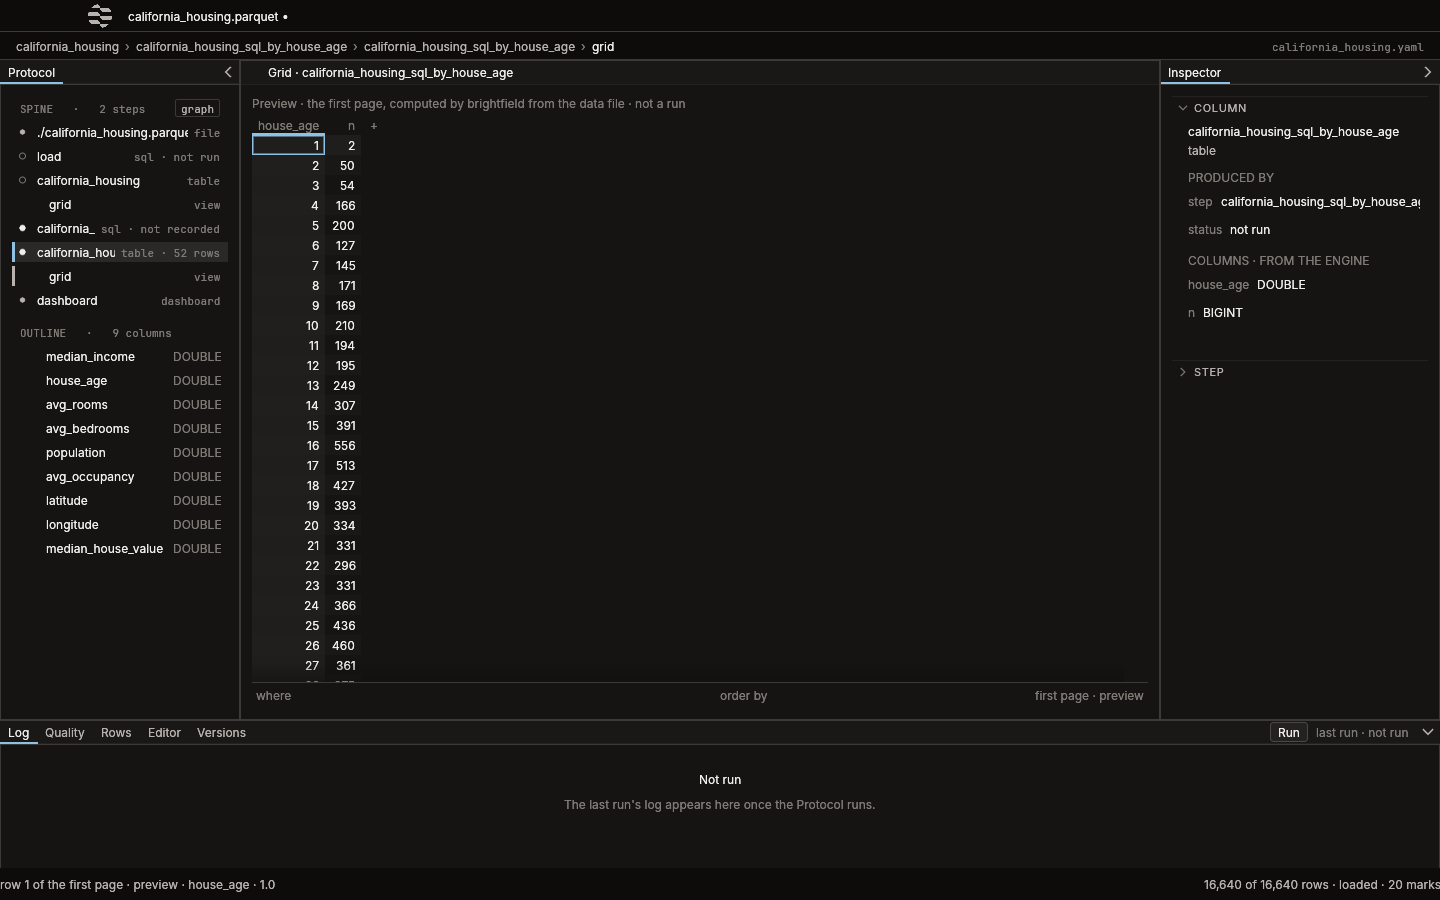 california_housing.parquet •
california_housing › california_housing_sql_by_house_age › california_housing_sql_by_house_age › grid
california_housing.yaml
Protocol
Grid · california_housing_sql_by_house_age
Inspector
SPINE · 2 steps graph
./california_housing.parque file
load sql · not run
california_housing table
grid view
california_ sql · not recorded
california_hou table · 52 rows
grid view
dashboard dashboard
OUTLINE · 9 columns
median_income DOUBLE
house_age DOUBLE
avg_rooms DOUBLE
avg_bedrooms DOUBLE
population DOUBLE
avg_occupancy DOUBLE
latitude DOUBLE
longitude DOUBLE
median_house_value DOUBLE
Preview · the first page, computed by brightfield from the data file · not a run
house_age n +
1 2
2 50
3 54
4 166
5 200
6 127
7 145
8 171
9 169
10 210
11 194
12 195
13 249
14 307
15 391
16 556
17 513
18 427
19 393
20 334
21 331
22 296
23 331
24 366
25 436
26 460
27 361
where order by first page · preview
COLUMN
california_housing_sql_by_house_age
table
PRODUCED BY
step california_housing_sql_by_house_ag
status not run
COLUMNS · FROM THE ENGINE
house_age DOUBLE
n BIGINT
STEP
Log Quality Rows Editor Versions
Run last run · not run
Not run
The last run's log appears here once the Protocol runs.
row 1 of the first page · preview · house_age · 1.0
16,640 of 16,640 rows · loaded · 20 marks